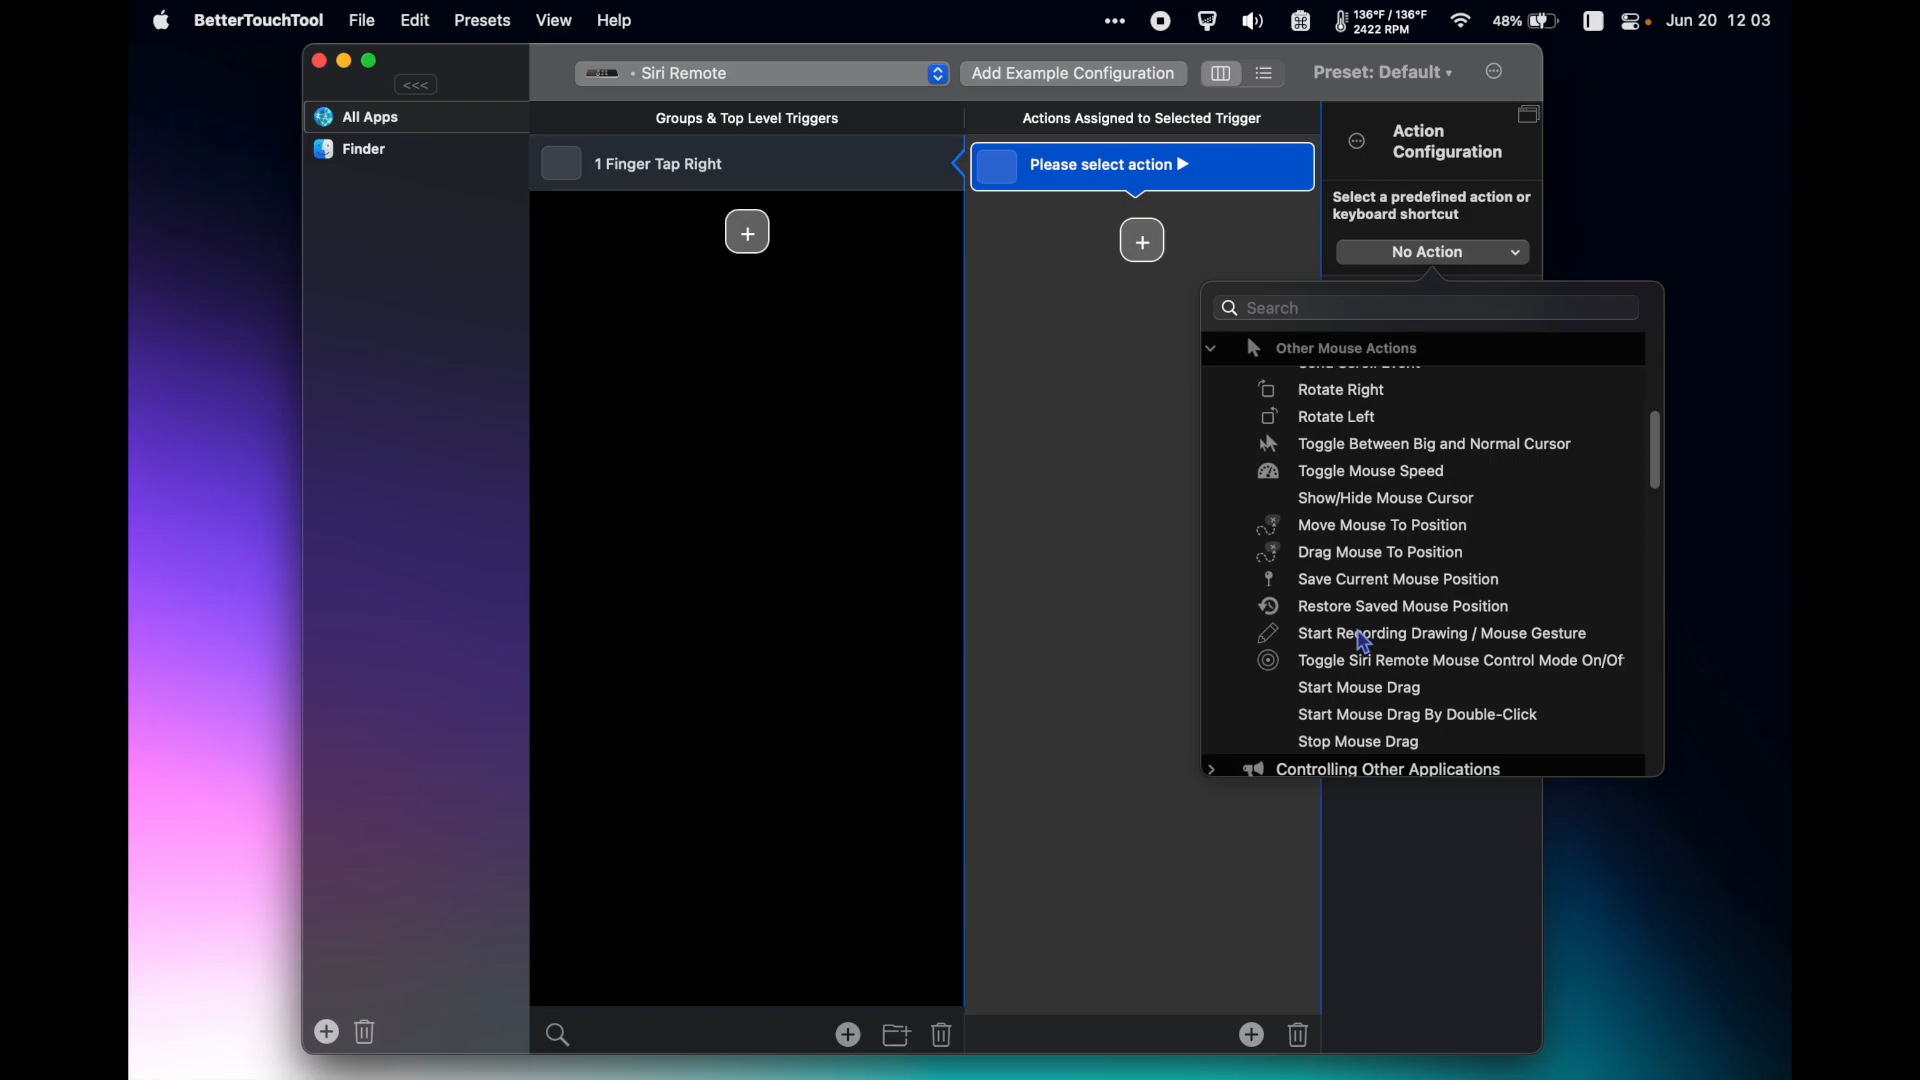 BetterTouchTool File Edit Presets View Help
136°F / 136°F
2422 RPM
48%
Jun 20 12 03
<<<
Siri Remote
Add Example Configuration
Preset: Default
All Apps
Finder
Groups & Top Level Triggers
1 Finger Tap Right
Actions Assigned to Selected Trigger
Please select action
Action
Configuration
Select a predefined action or
keyboard shortcut
No Action
Search
Other Mouse Actions
Rotate Right
Rotate Left
Toggle Between Big and Normal Cursor
Toggle Mouse Speed
Show/Hide Mouse Cursor
Move Mouse To Position
Drag Mouse To Position
Save Current Mouse Position
Restore Saved Mouse Position
Start Recording Drawing / Mouse Gesture
Toggle Siri Remote Mouse Control Mode On/Of
Start Mouse Drag
Start Mouse Drag By Double-Click
Stop Mouse Drag
Controlling Other Applications